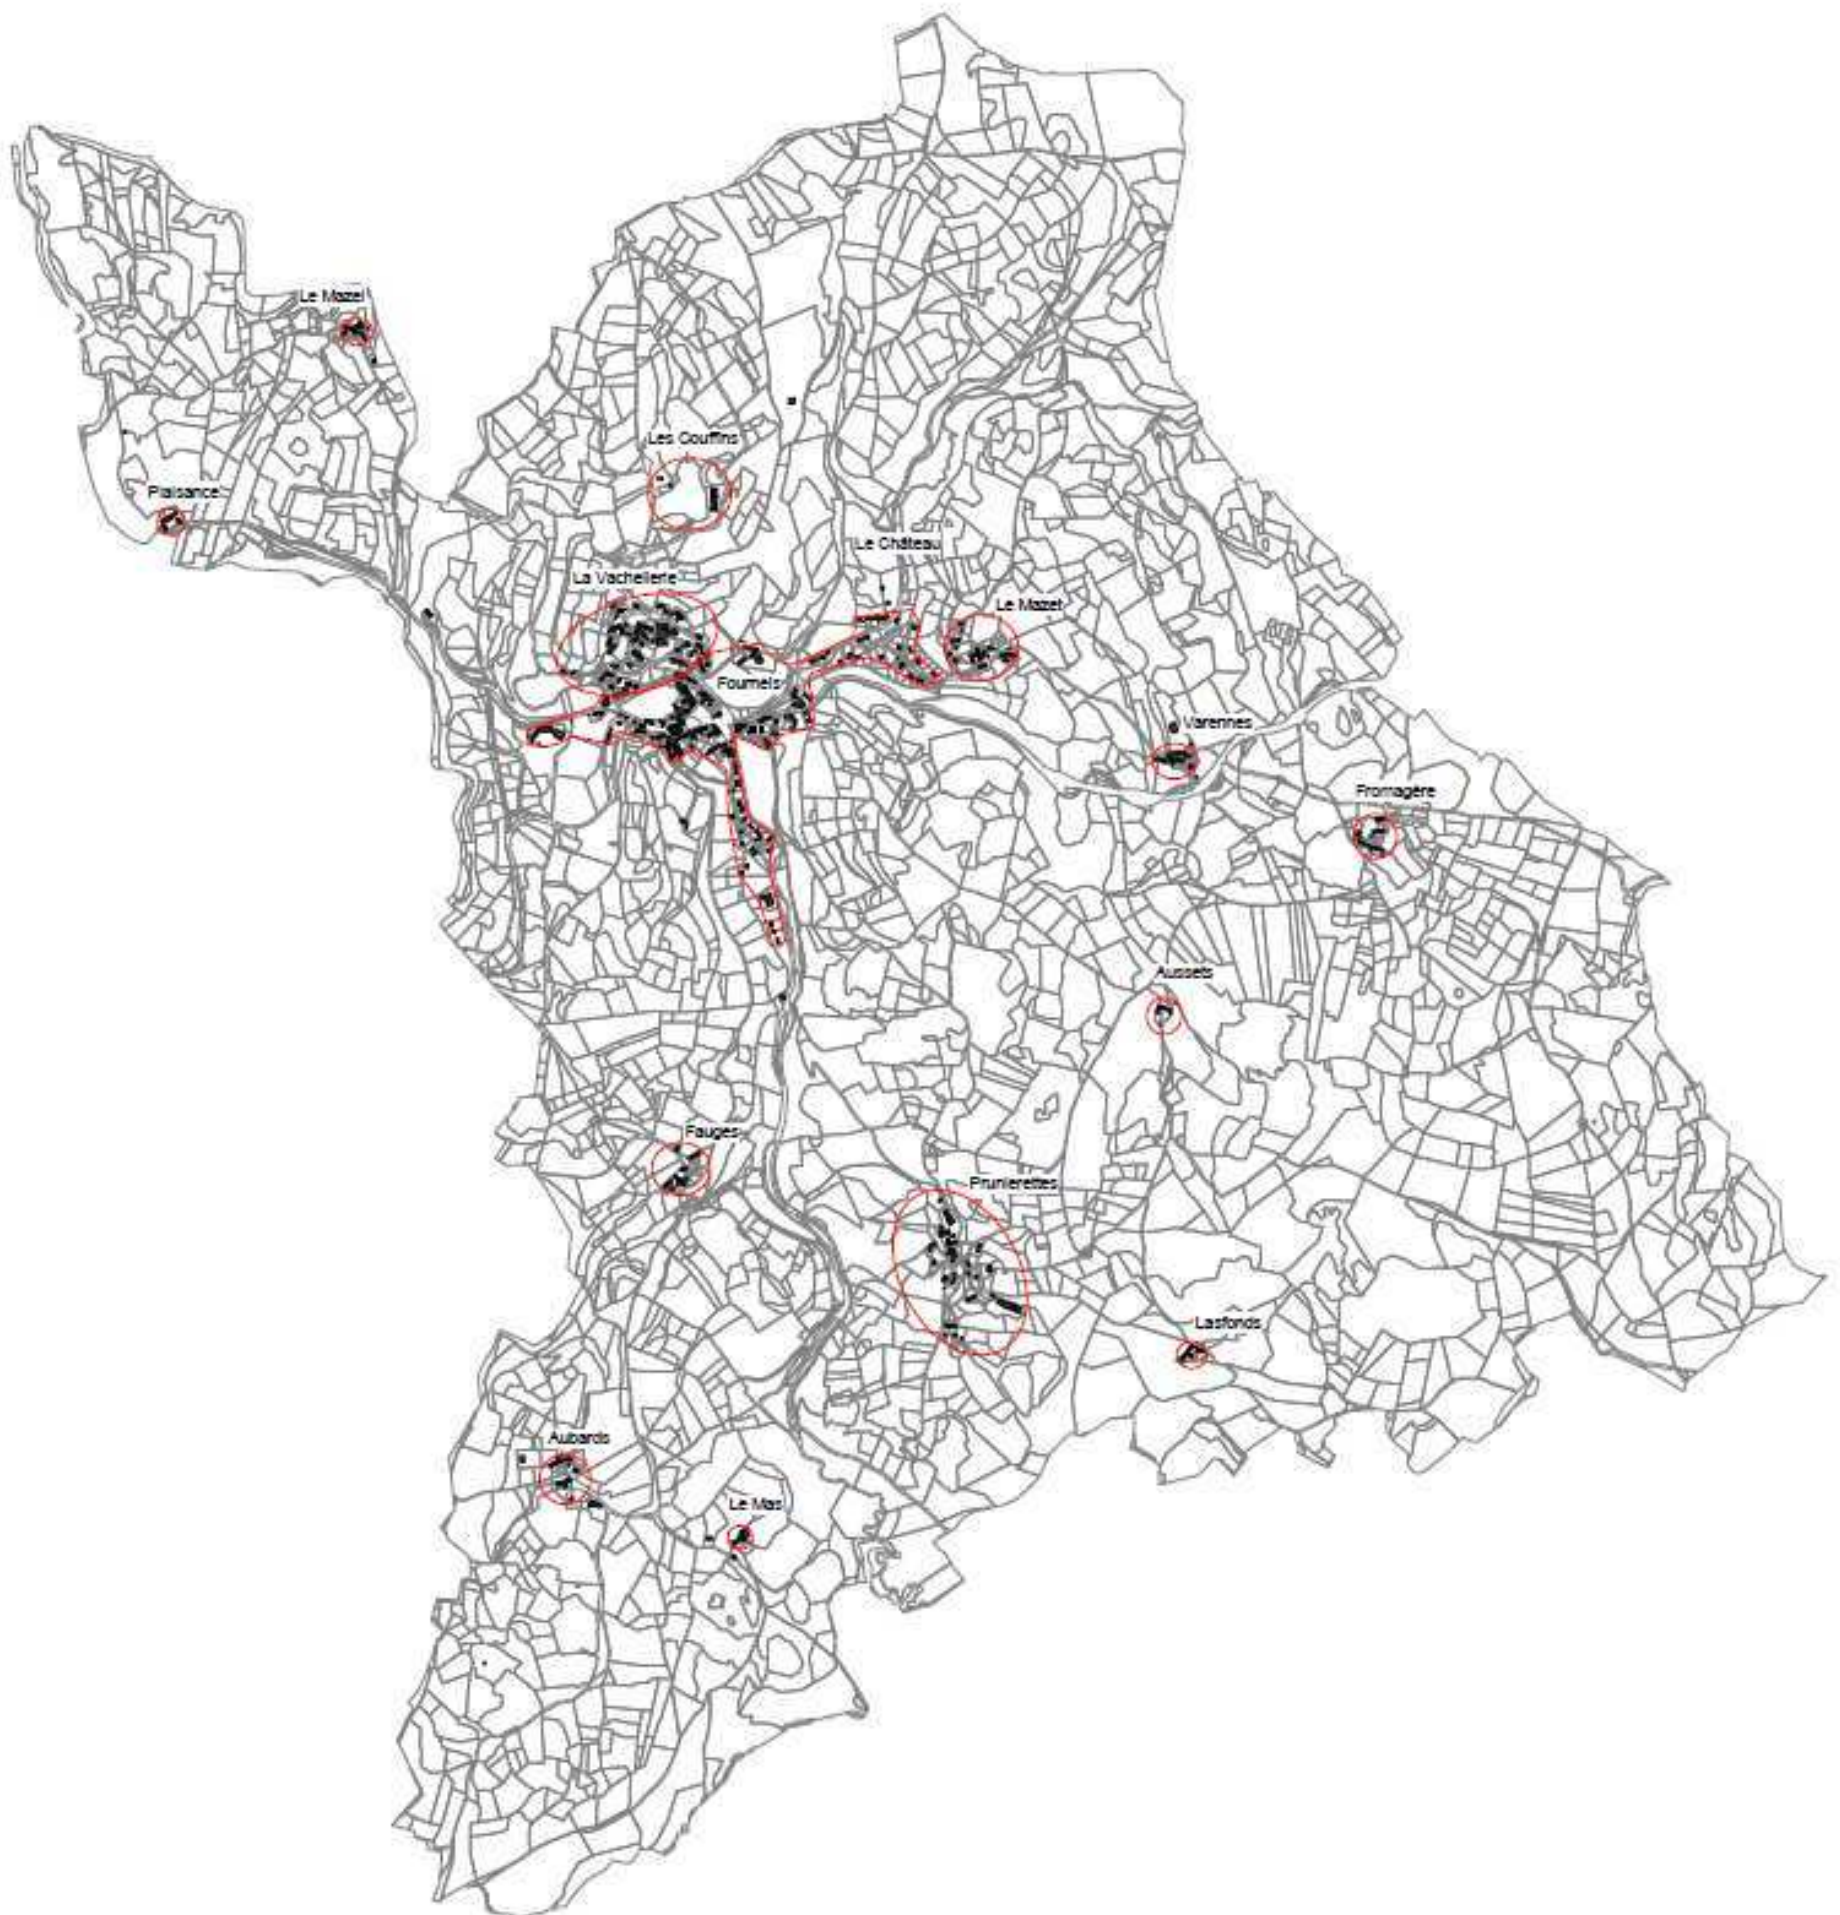 Le Mazel
Les Couffins
Plaisance
Le Château
La Vachellerie
Le Mazet
Fournels
Varennes
Fromagère
Aussets
Fauges
Prunierettes
Lasfonds
Aubards
Le Mas